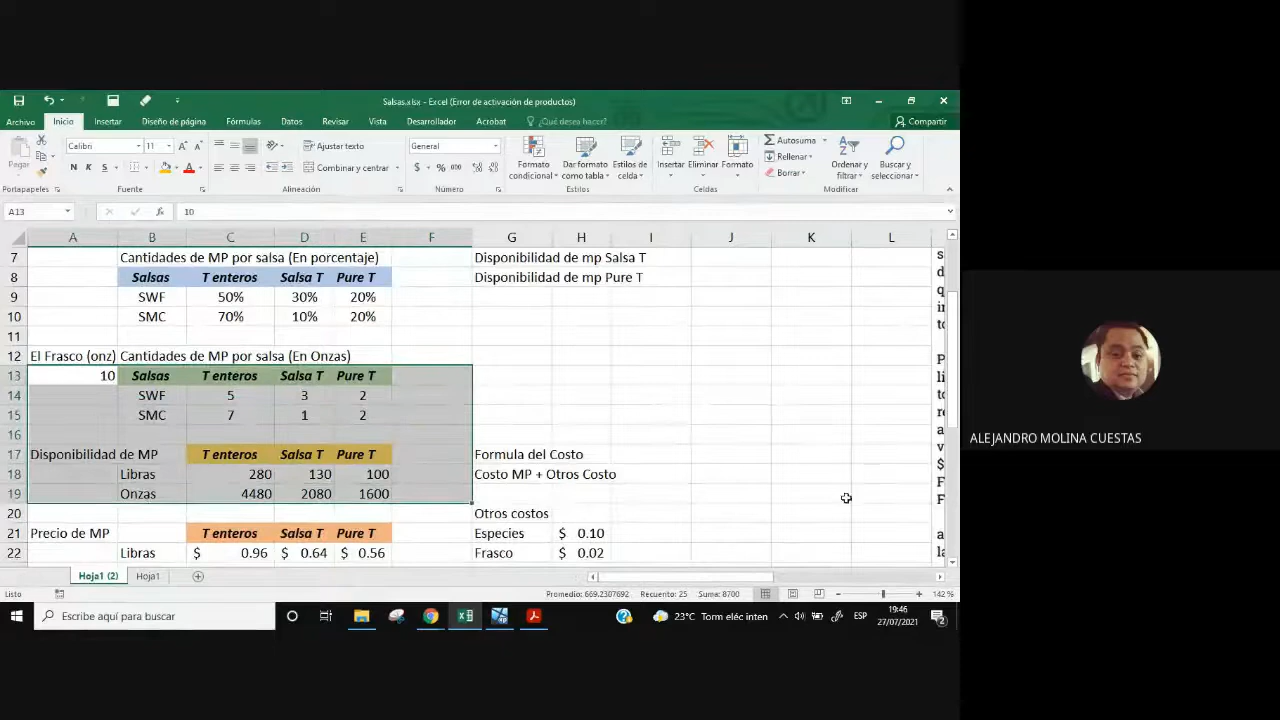 Salsas.xlsx - Excel (Error de activación de productos)
Archivo Inicio Insertar Diseño de página Fórmulas Datos Revisar Vista Desarrollador Acrobat ¿Qué desea hacer? Compartir
Pegar
Calibri 11
N K S
Ajustar texto
Combinar y centrar
General
$ % 000
Formato condicional
Dar formato como tabla
Estilos de celda
Insertar Eliminar Formato
Autosuma
Rellenar
Borrar
Ordenar y filtrar
Buscar y seleccionar
Portapapeles Fuente Alineación Número Estilos Celdas Modificar
A13 fx 10
A B C D E F G H I J K L
7 Cantidades de MP por salsa (En porcentaje) Disponibilidad de mp Salsa T
8 Salsas T enteros Salsa T Pure T Disponibilidad de mp Pure T
9 SWF 50% 30% 20%
10 SMC 70% 10% 20%
11
12 El Frasco (onz) Cantidades de MP por salsa (En Onzas)
13 10 Salsas T enteros Salsa T Pure T
14 SWF 5 3 2
15 SMC 7 1 2
16
17 Disponibilidad de MP T enteros Salsa T Pure T Formula del Costo
18 Libras 280 130 100 Costo MP + Otros Costo
19 Onzas 4480 2080 1600
20 Otros costos
21 Precio de MP T enteros Salsa T Pure T Especies $ 0.10
22 Libras $ 0.96 $ 0.64 $ 0.56 Frasco $ 0.02
Hoja1 (2) Hoja1
Listo Promedio: 669.2307692 Recuento: 25 Suma: 8700 142 %
Escribe aquí para buscar
23°C Torm eléc inten
ESP
19:46
27/07/2021
2
ALEJANDRO MOLINA CUESTAS